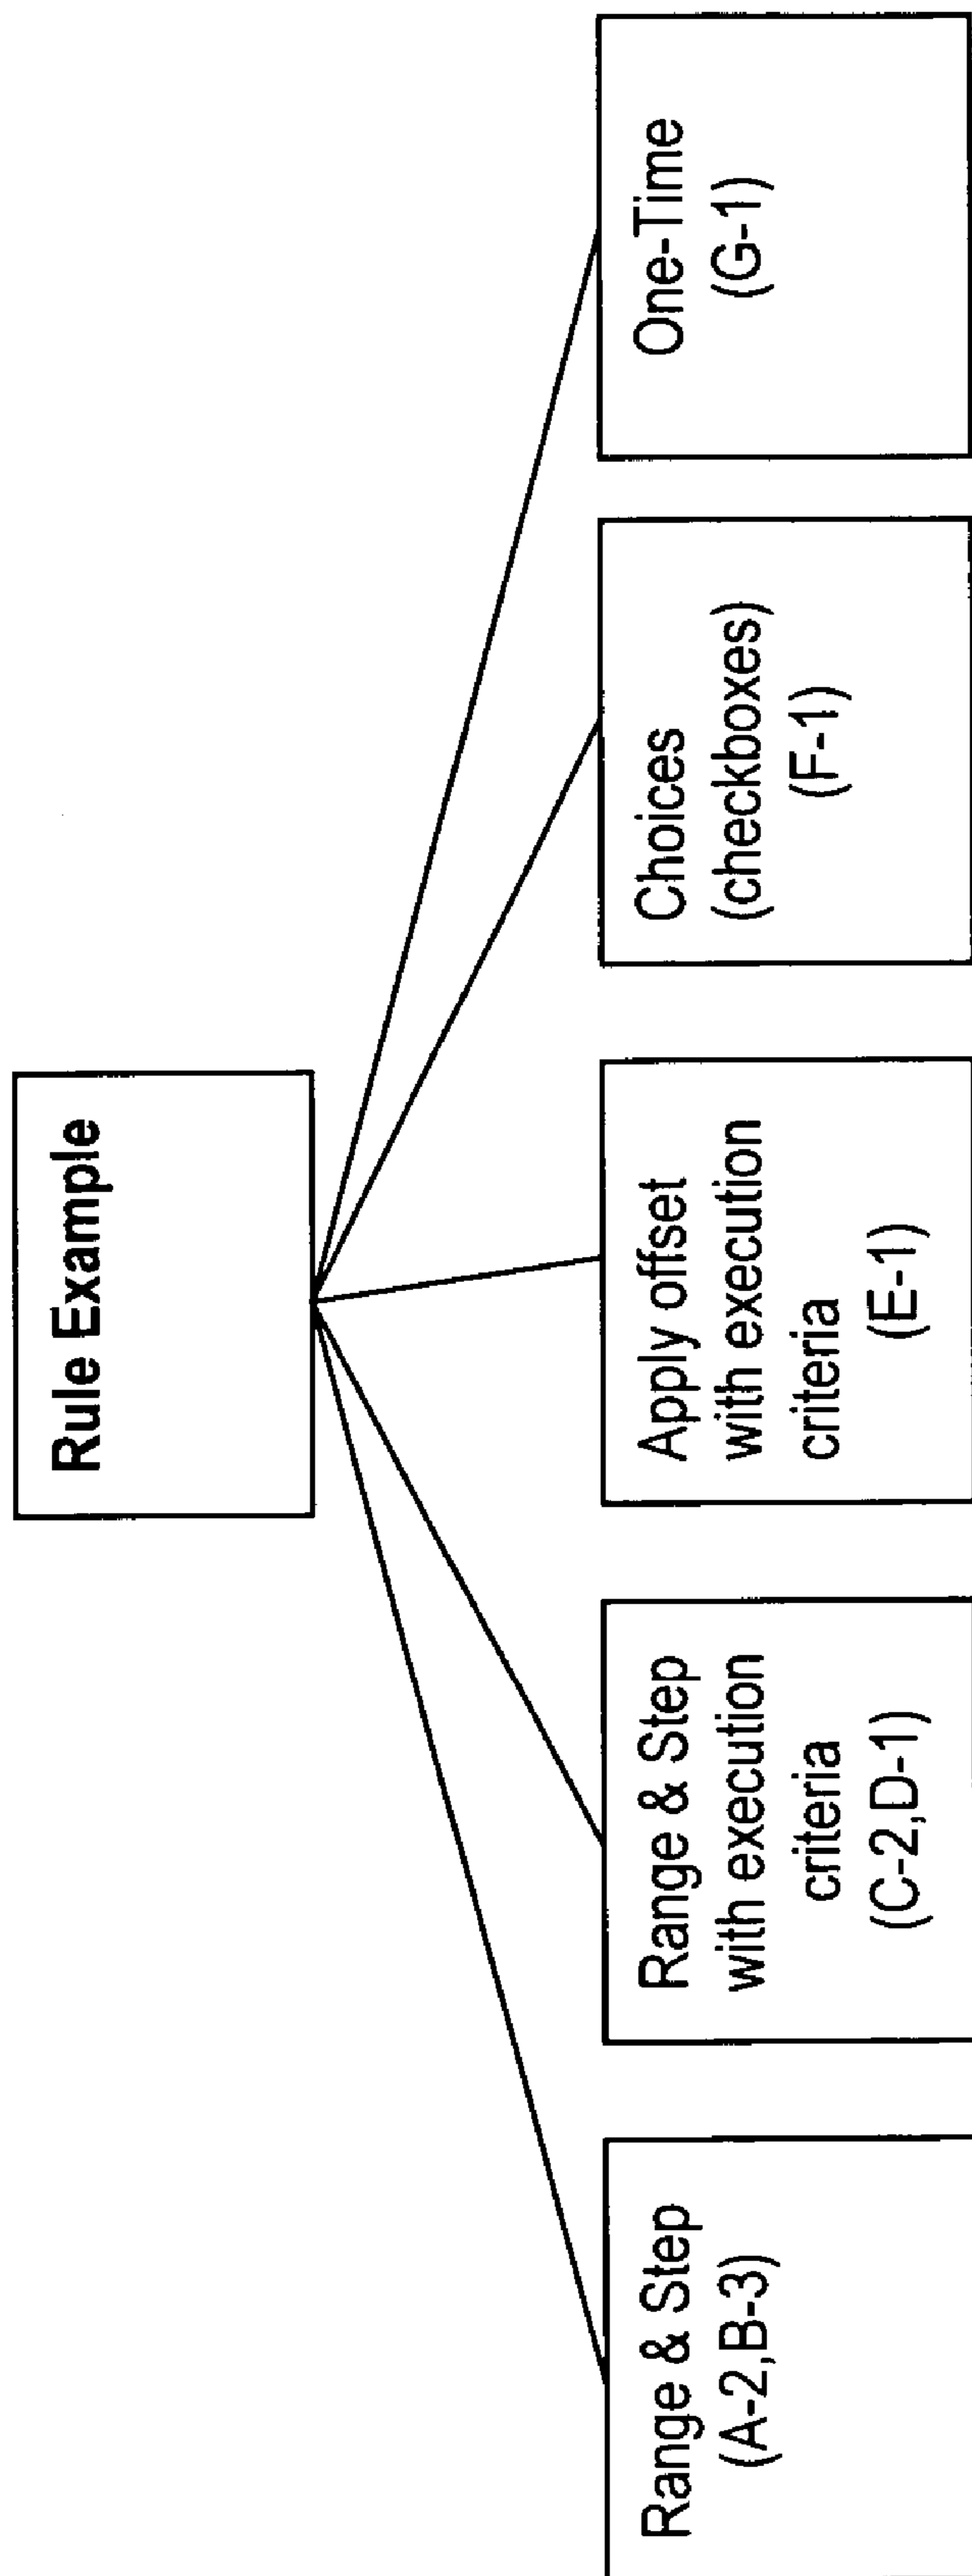 Rule Example
Range & Step
(A-2,B-3)
Range & Step
with execution
criteria
(C-2,D-1)
Apply offset
with execution
criteria
(E-1)
Choices
(checkboxes)
(F-1)
One-Time
(G-1)